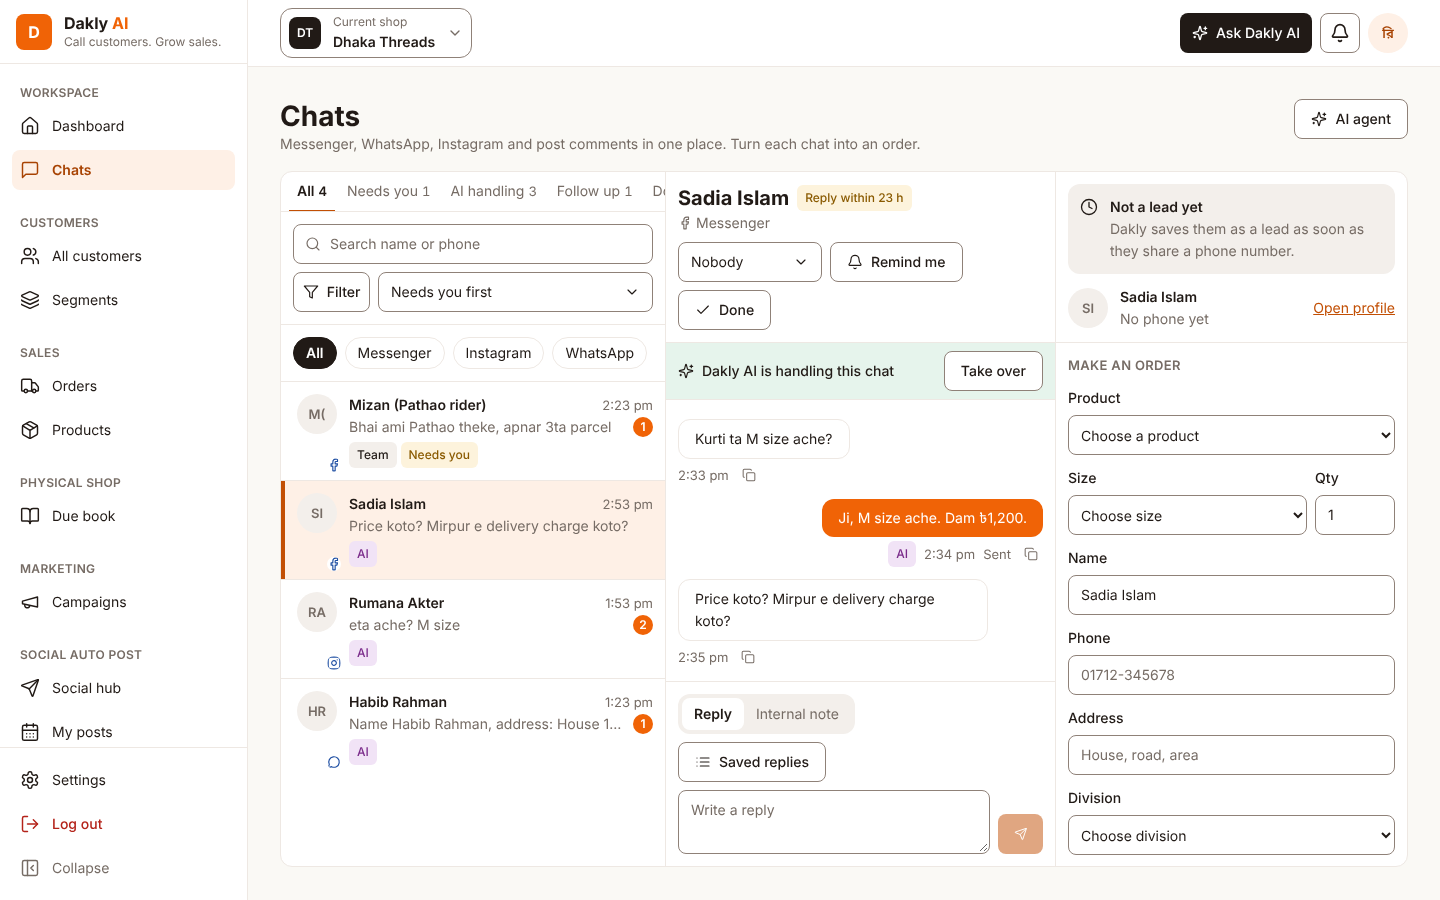 D
Dakly AI
Call customers. Grow sales.
WORKSPACE
Dashboard
Chats
CUSTOMERS
All customers
Segments
SALES
Orders
Products
PHYSICAL SHOP
Due book
MARKETING
Campaigns
SOCIAL AUTO POST
Social hub
My posts
Settings
Log out
Collapse
DT
Current shop
Dhaka Threads
Ask Dakly AI
রি
Chats
Messenger, WhatsApp, Instagram and post comments in one place. Turn each chat into an order.
AI agent
All 4
Needs you 1
AI handling 3
Follow up 1
Search name or phone
Filter
Needs you first
All
Messenger
Instagram
WhatsApp
M(
Mizan (Pathao rider)
2:23 pm
Bhai ami Pathao theke, apnar 3ta parcel
1
Team
Needs you
SI
Sadia Islam
2:53 pm
Price koto? Mirpur e delivery charge koto?
AI
RA
Rumana Akter
1:53 pm
eta ache? M size
2
AI
HR
Habib Rahman
1:23 pm
Name Habib Rahman, address: House 1...
1
AI
Sadia Islam
Reply within 23 h
Messenger
Nobody
Remind me
Done
Dakly AI is handling this chat
Take over
Kurti ta M size ache?
2:33 pm
Ji, M size ache. Dam ৳1,200.
AI
2:34 pm Sent
Price koto? Mirpur e delivery charge
koto?
2:35 pm
Reply
Internal note
Saved replies
Write a reply
Not a lead yet
Dakly saves them as a lead as soon as
they share a phone number.
SI
Sadia Islam
No phone yet
Open profile
MAKE AN ORDER
Product
Choose a product
Size
Qty
Choose size
1
Name
Sadia Islam
Phone
01712-345678
Address
House, road, area
Division
Choose division